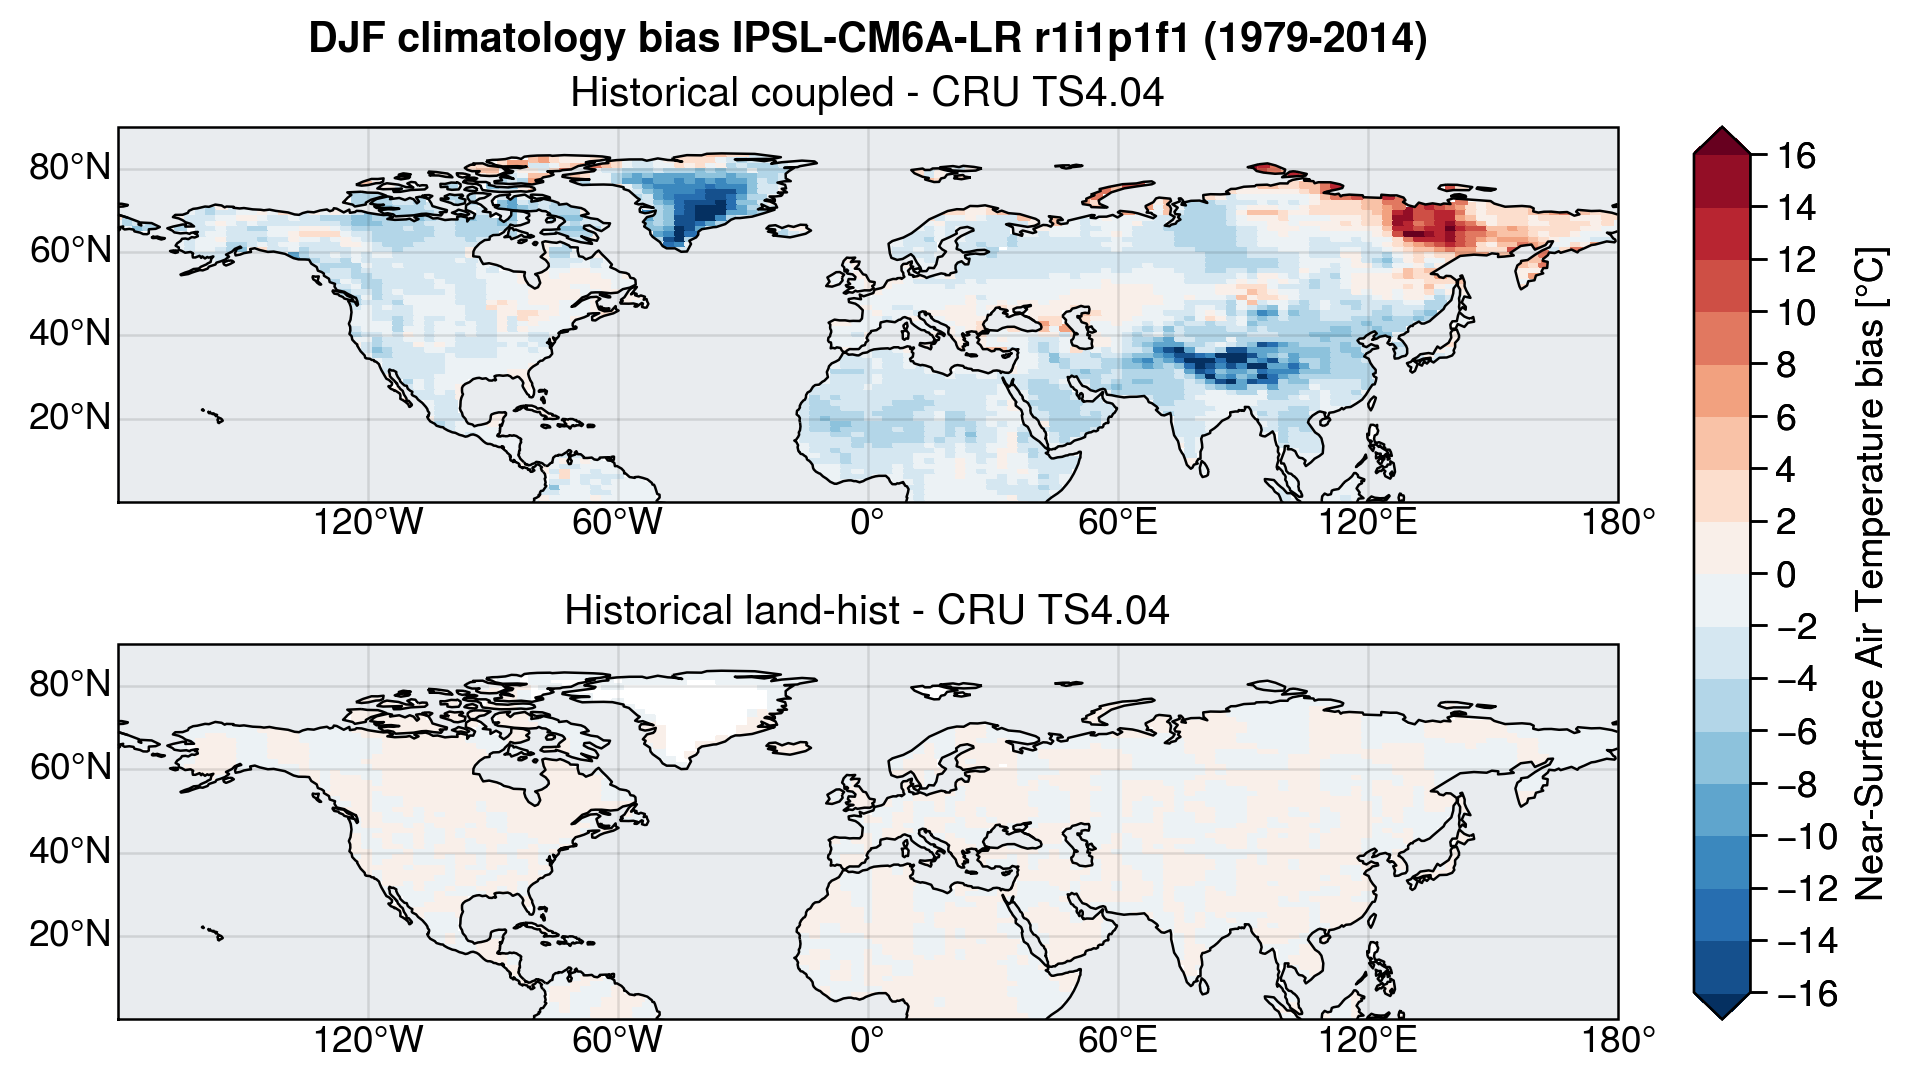 DJF climatology bias IPSL-CM6A-LR r1i1p1f1 (1979-2014)
Historical coupled - CRU TS4.04
80°N
60°N
40°N
20°N
120°W 60°W 0° 60°E 120°E 180°
Historical land-hist - CRU TS4.04
80°N
60°N
40°N
20°N
120°W 60°W 0° 60°E 120°E 180°
16
14
12
10
8
6
4
2
0
−2
−4
−6
−8
−10
−12
−14
−16
Near-Surface Air Temperature bias [°C]